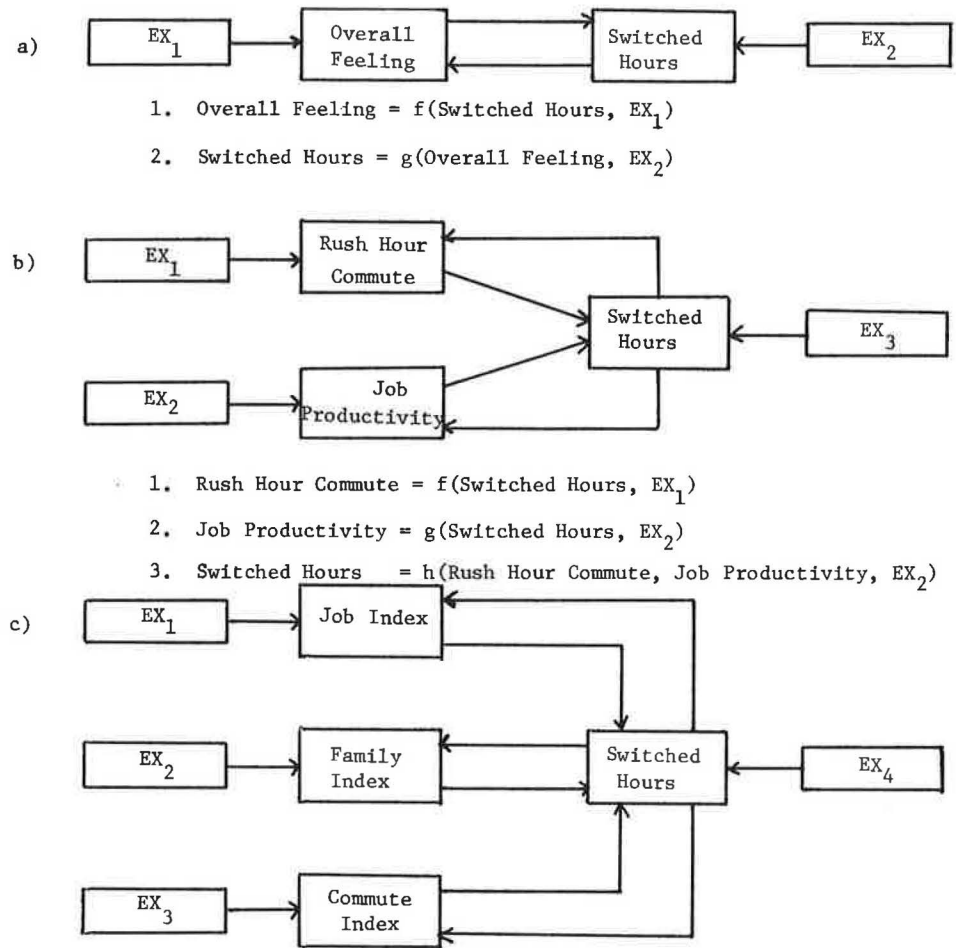 a)
EX₁
Overall
Feeling
Switched
Hours
EX₂
1. Overall Feeling = f(Switched Hours, EX₁)
2. Switched Hours = g(Overall Feeling, EX₂)
b)
EX₁
Rush Hour
Commute
Switched
Hours
EX₃
EX₂
Job
Productivity
1. Rush Hour Commute = f(Switched Hours, EX₁)
2. Job Productivity = g(Switched Hours, EX₂)
3. Switched Hours = h(Rush Hour Commute, Job Productivity, EX₂)
c)
EX₁
Job Index
EX₂
Family
Index
Switched
Hours
EX₄
EX₃
Commute
Index